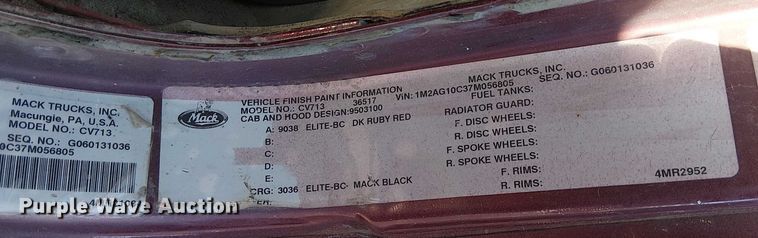 MACK TRUCKS, INC.
Macungie, PA, U.S.A.
MODEL NO.: CV713
SEQ. NO.: G060131036
0C37M056805
Mack
VEHICLE FINISH PAINT INFORMATION
MODEL NO.: CV713 36517 VIN: 1M2AG10C37M056805
CAB AND HOOD DESIGN:9503100
A: 9038 ELITE-BC DK RUBY RED
B:
C:
D:
E:
CRG: 3036 ELITE-BC- MACK BLACK
ER:
MACK TRUCKS, INC.
SEQ. NO.: G060131036
FUEL TANKS:
RADIATOR GUARD:
F. DISC WHEELS:
R. DISC WHEELS:
F. SPOKE WHEELS:
R. SPOKE WHEELS:
F. RIMS:
R. RIMS:
4MR2952
Purple Wave Auction